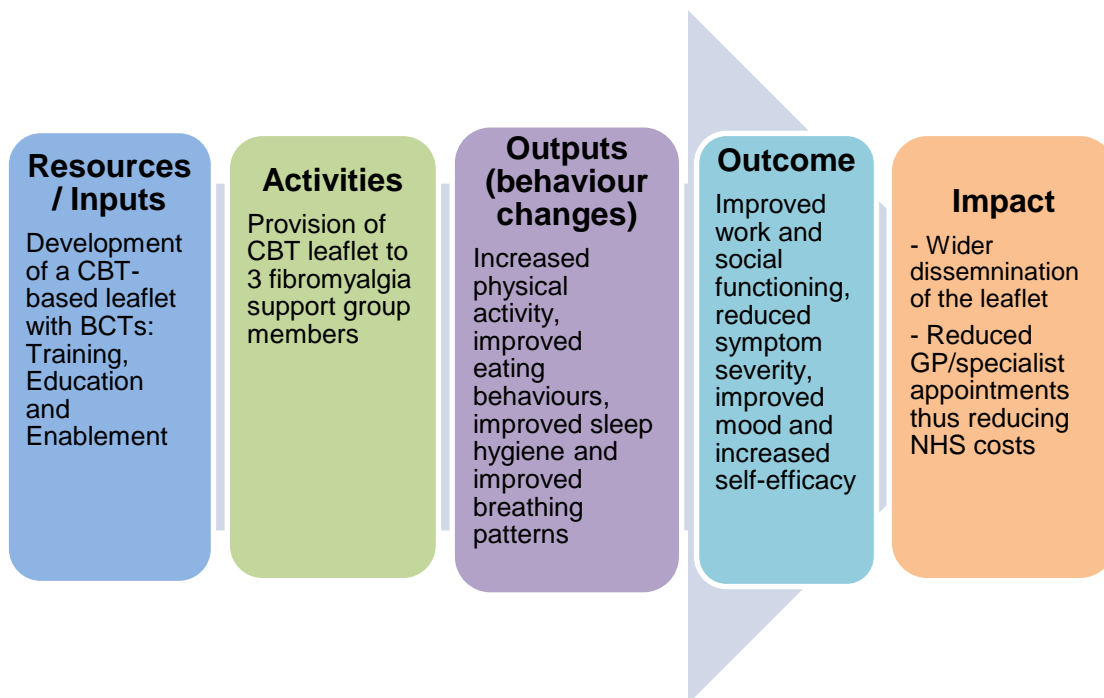 Resources
/ Inputs
Development
of a CBT-
based leaflet
with BCTs:
Training,
Education
and
Enablement
Activities
Provision of
CBT leaflet to
3 fibromyalgia
support group
members
Outputs
(behaviour
changes)
Increased
physical
activity,
improved
eating
behaviours,
improved sleep
hygiene and
improved
breathing
patterns
Outcome
Improved
work and
social
functioning,
reduced
symptom
severity,
improved
mood and
increased
self-efficacy
Impact
- Wider
dissemnination
of the leaflet
- Reduced
GP/specialist
appointments
thus reducing
NHS costs